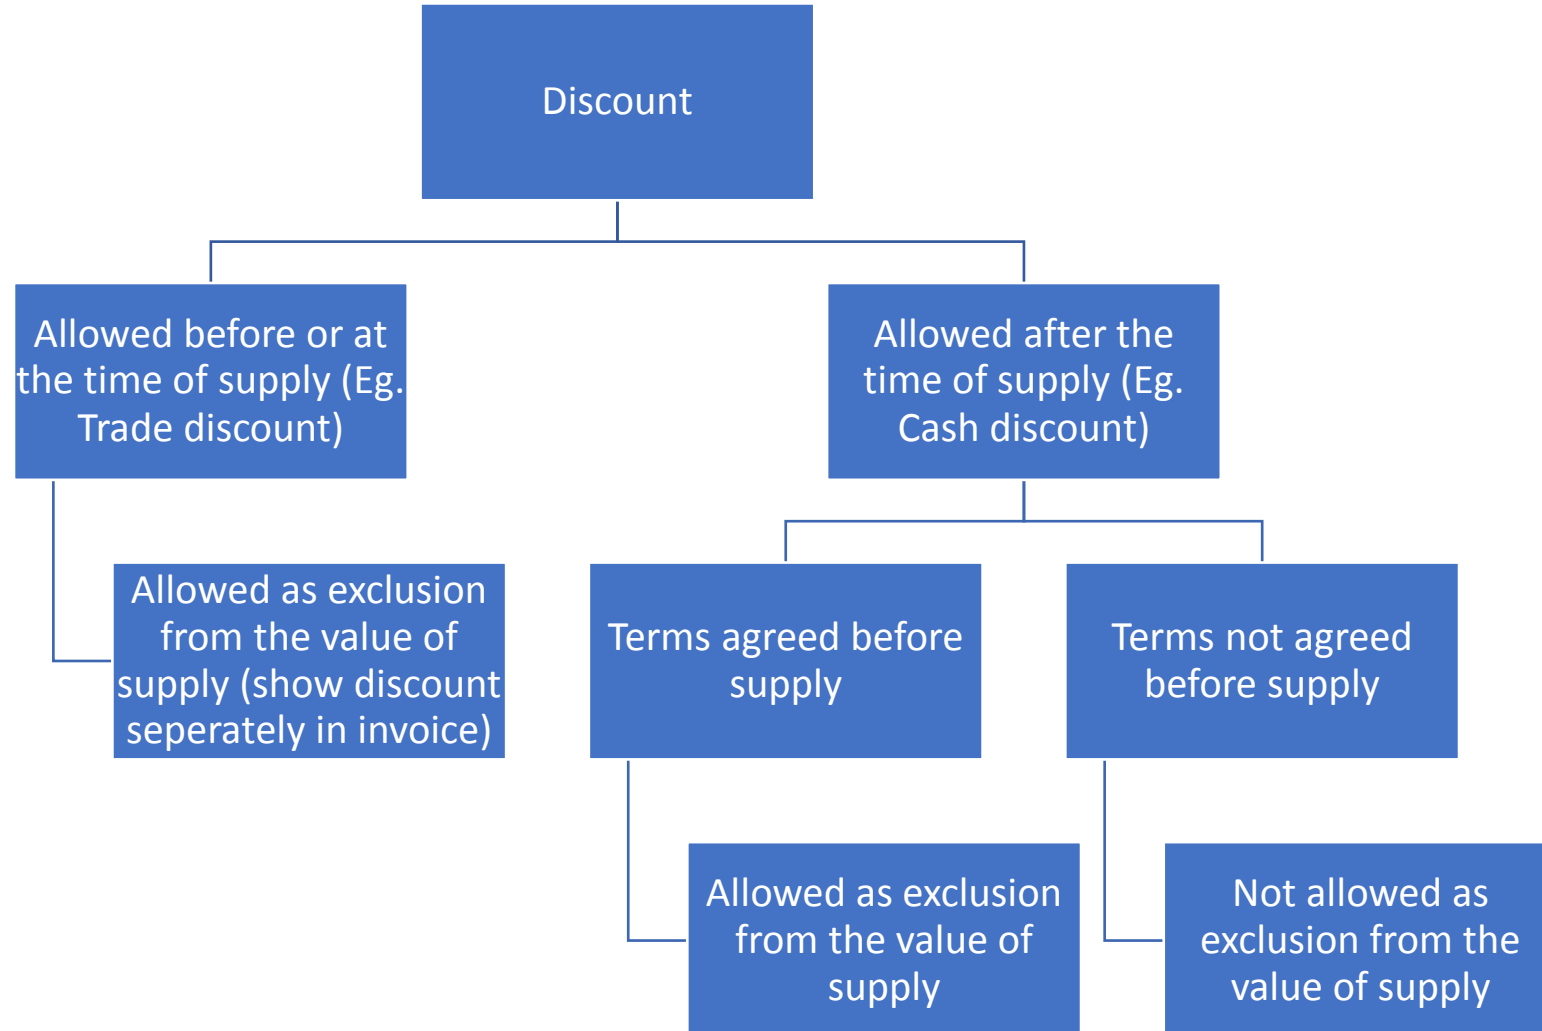 Discount
Allowed before or at
the time of supply (Eg.
Trade discount)
Allowed after the
time of supply (Eg.
Cash discount)
Allowed as exclusion
from the value of
supply (show discount
seperately in invoice)
Terms agreed before
supply
Terms not agreed
before supply
Allowed as exclusion
from the value of
supply
Not allowed as
exclusion from the
value of supply